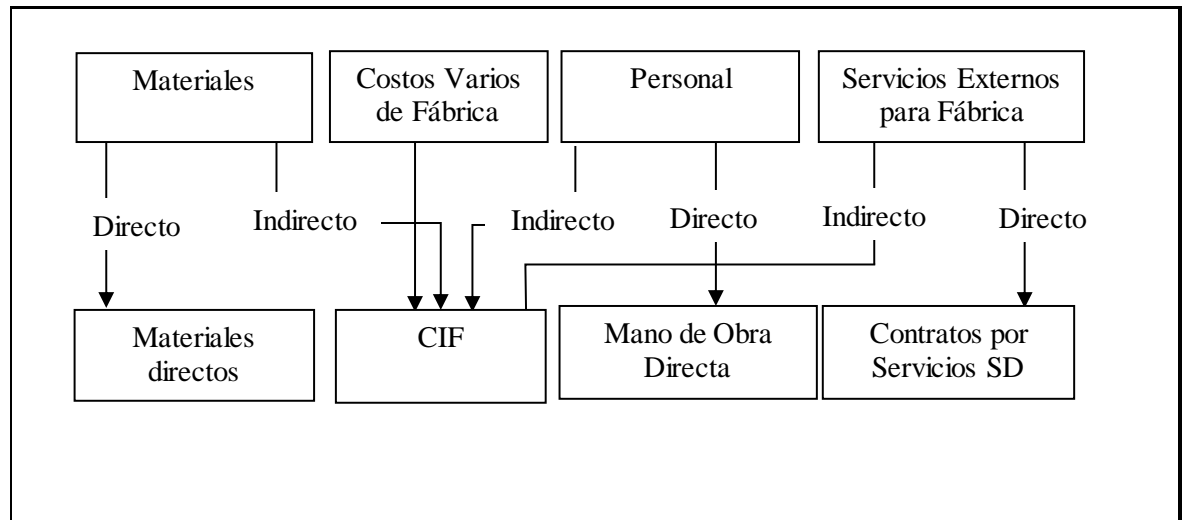 Materiales
Costos Varios
de Fábrica
Personal
Servicios Externos
para Fábrica
Directo
Indirecto
Indirecto
Directo
Indirecto
Directo
Materiales
directos
CIF
Mano de Obra
Directa
Contratos por
Servicios SD